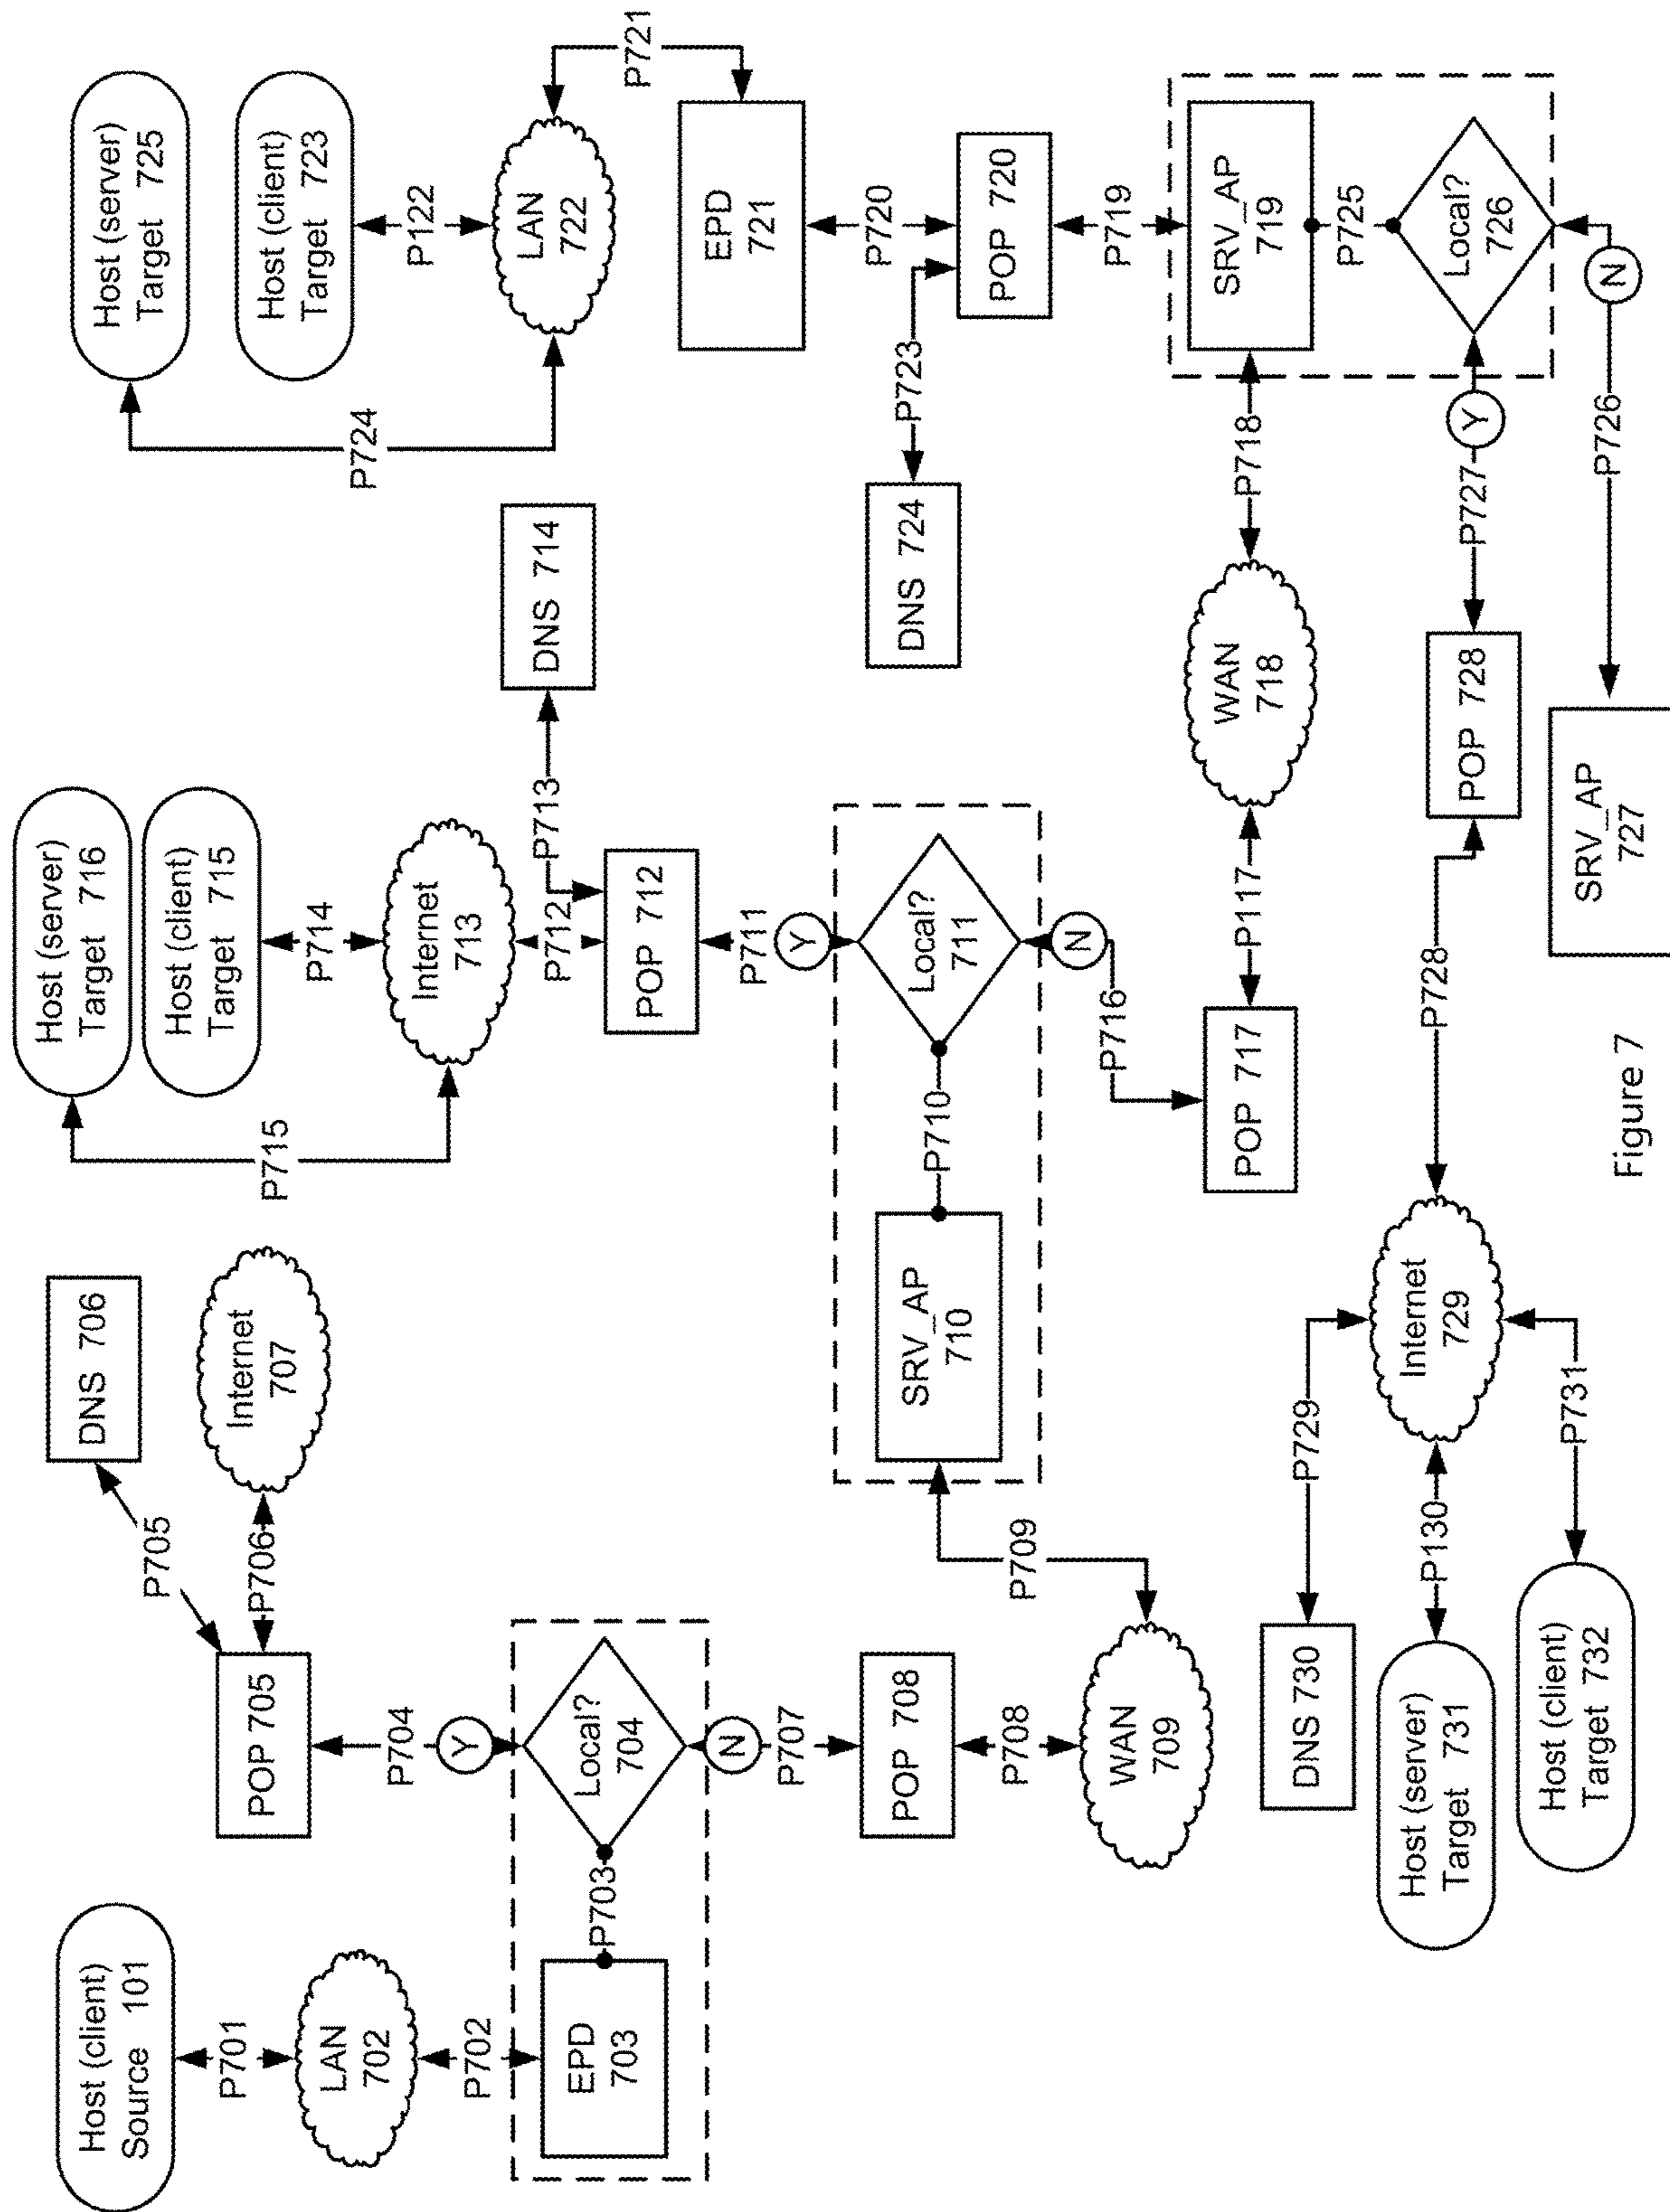 Host (client)
Source 101
P701
LAN
702
P702
EPD
703
P703
Local?
704
Y
P704
POP 705
P705
DNS 706
P706
Internet
707
N
P707
POP 708
P708
WAN
709
P709
SRV_AP
710
P710
Local?
711
Y
P711
POP 712
P712
P713
DNS 714
Internet
713
P714
Host (client)
Target 715
P715
Host (server)
Target 716
N
P716
POP 717
P117
WAN
718
P718
SRV_AP
719
P719
POP 720
P720
P723
DNS 724
EPD
721
P721
LAN
722
P122
Host (client)
Target 723
P724
Host (server)
Target 725
P725
Local?
726
N
P726
SRV_AP
727
Y
P727
POP 728
P728
Internet
729
P729
DNS 730
P130
Host (server)
Target 731
P731
Host (client)
Target 732
Figure 7